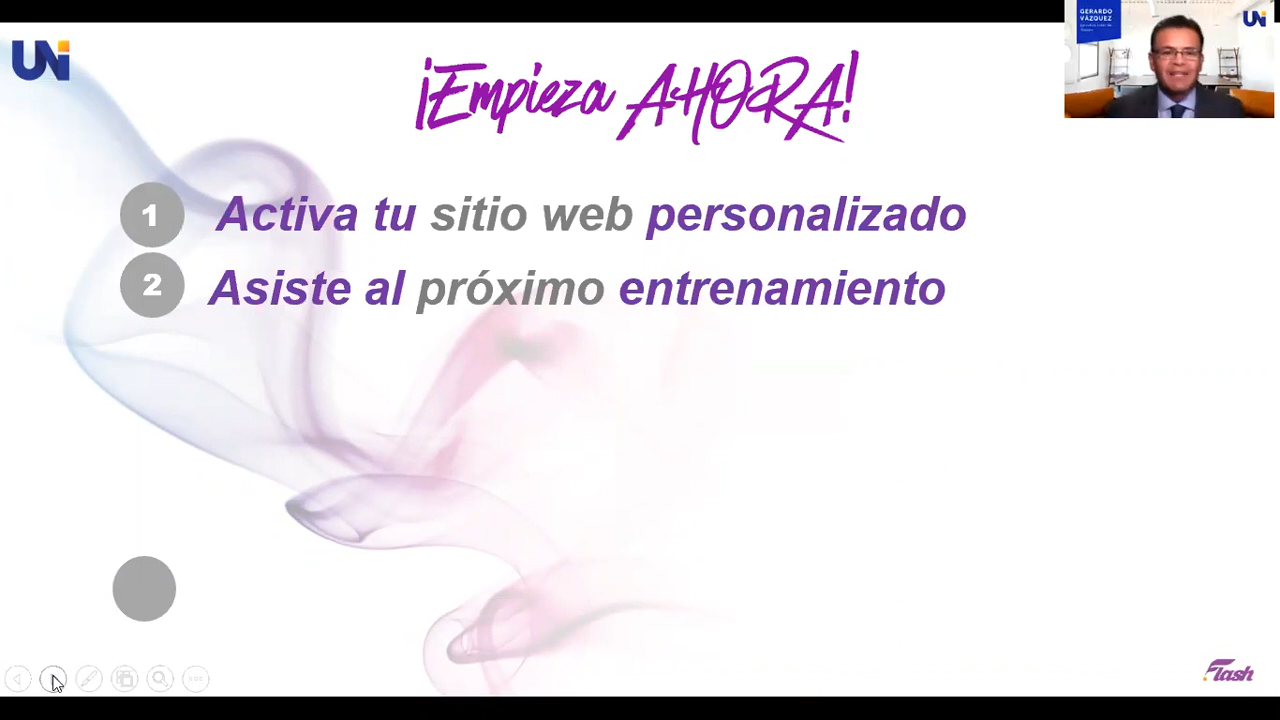 UNi
¡Empieza AHORA!
GERARDO
VÁZQUEZ
UNi
1 Activa tu sitio web personalizado
2 Asiste al próximo entrenamiento
Flash